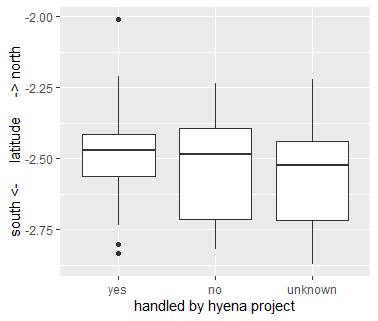 -2.00
-2.25
-2.50
-2.75
south <- latitude -> north
yes no unknown
handled by hyena project